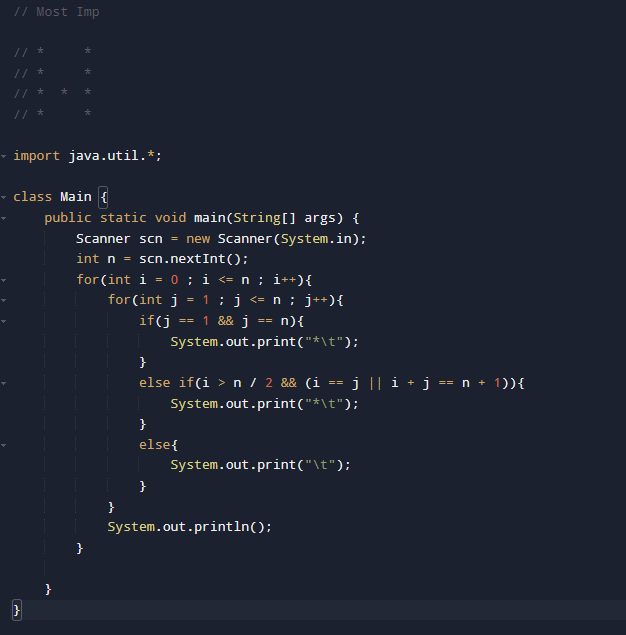 // Most Imp
// *     *
// *     *
// *  *  *
// *     *
import java.util.*;
class Main {
    public static void main(String[] args) {
        Scanner scn = new Scanner(System.in);
        int n = scn.nextInt();
        for(int i = 0 ; i <= n ; i++){
            for(int j = 1 ; j <= n ; j++){
                if(j == 1 && j == n){
                    System.out.print("*\t");
                }
                else if(i > n / 2 && (i == j || i + j == n + 1)){
                    System.out.print("*\t");
                }
                else{
                    System.out.print("\t");
                }
            }
            System.out.println();
        }
    }
}